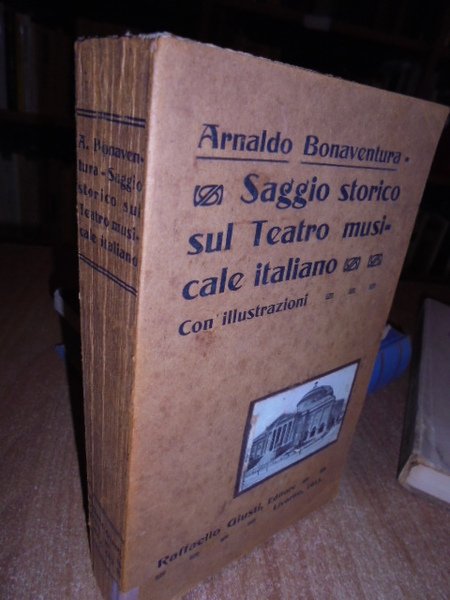 A. Bonaven-
tura - Saggio
storico sul
Teatro musi-
cale italiano
Arnaldo Bonaventura -
Saggio storico
sul Teatro musi-
cale italiano
Con illustrazioni
Raffaello Giusti, Editore
Livorno,